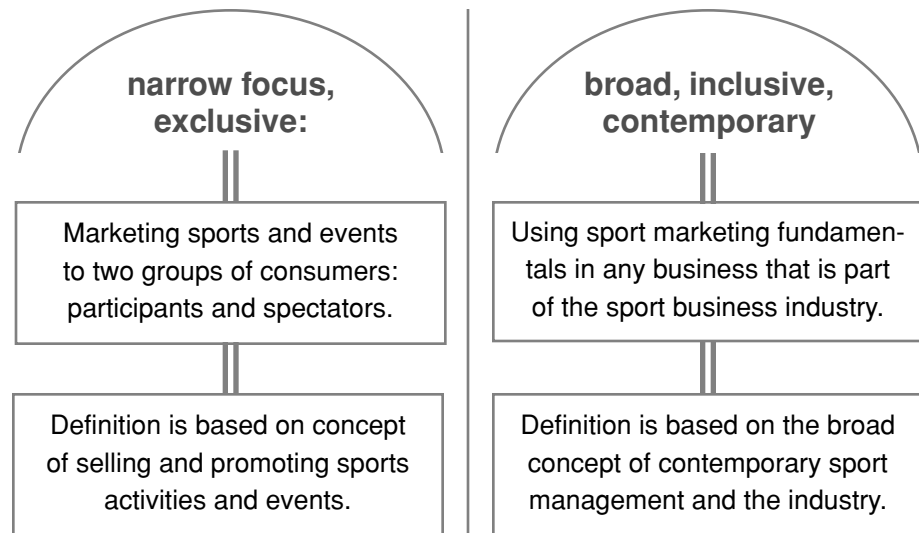 narrow focus,
exclusive:
Marketing sports and events
to two groups of consumers:
participants and spectators.
Definition is based on concept
of selling and promoting sports
activities and events.
broad, inclusive,
contemporary
Using sport marketing fundamen-
tals in any business that is part
of the sport business industry.
Definition is based on the broad
concept of contemporary sport
management and the industry.